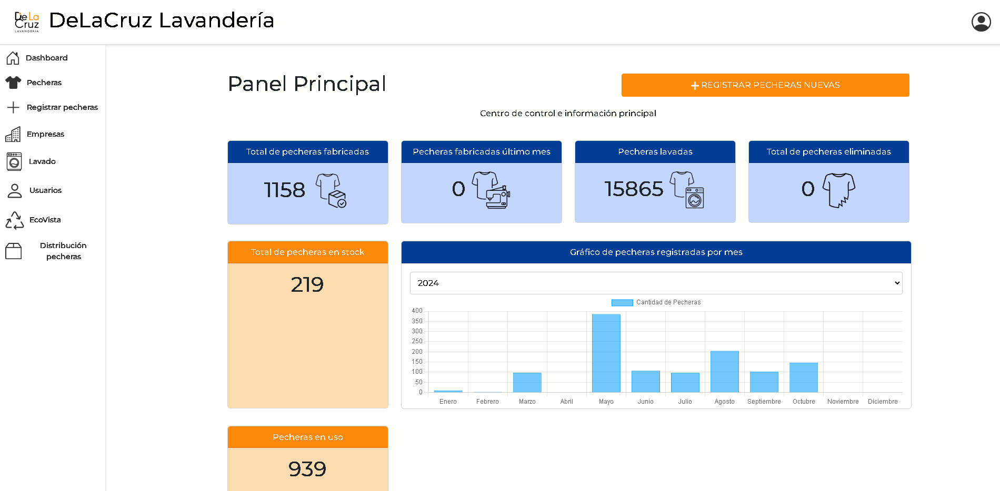 DeLa
Cruz
LAVANDERÍA
DeLaCruz Lavandería
Dashboard
Pecheras
Registrar pecheras
Empresas
Lavado
Usuarios
EcoVista
Distribución
pecheras
Panel Principal
REGISTRAR PECHERAS NUEVAS
Centro de control e información principal
Total de pecheras fabricadas
1158
Pecheras fabricadas último mes
0
Pecheras lavadas
15865
Total de pecheras eliminadas
0
Total de pecheras en stock
219
Gráfico de pecheras registradas por mes
2024
Cantidad de Pecheras
400
350
300
250
200
150
100
50
0
Enero Febrero Marzo Abril Mayo Junio Julio Agosto Septiembre Octubre Noviembre Diciembre
Pecheras en uso
939